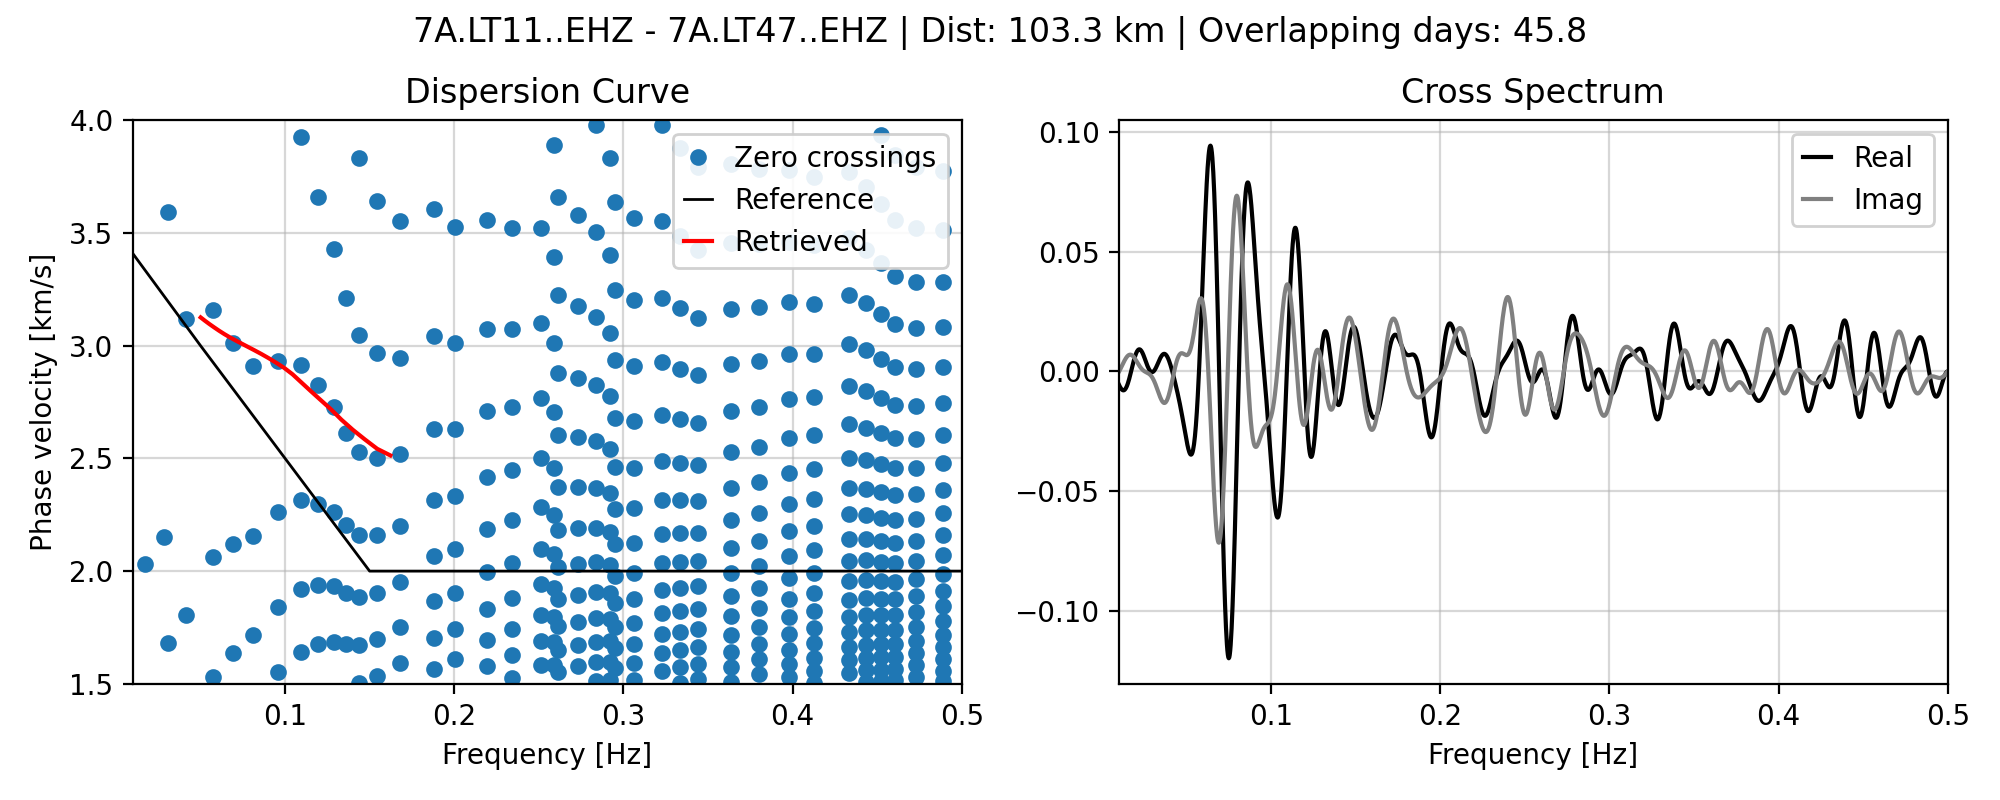 7A.LT11..EHZ - 7A.LT47..EHZ | Dist: 103.3 km | Overlapping days: 45.8
Dispersion Curve
4.0
3.5
3.0
2.5
2.0
1.5
Phase velocity [km/s]
Zero crossings
Reference
Retrieved
0.1 0.2 0.3 0.4 0.5
Frequency [Hz]
Cross Spectrum
0.10
0.05
0.00
−0.05
−0.10
Real
Imag
0.1 0.2 0.3 0.4 0.5
Frequency [Hz]